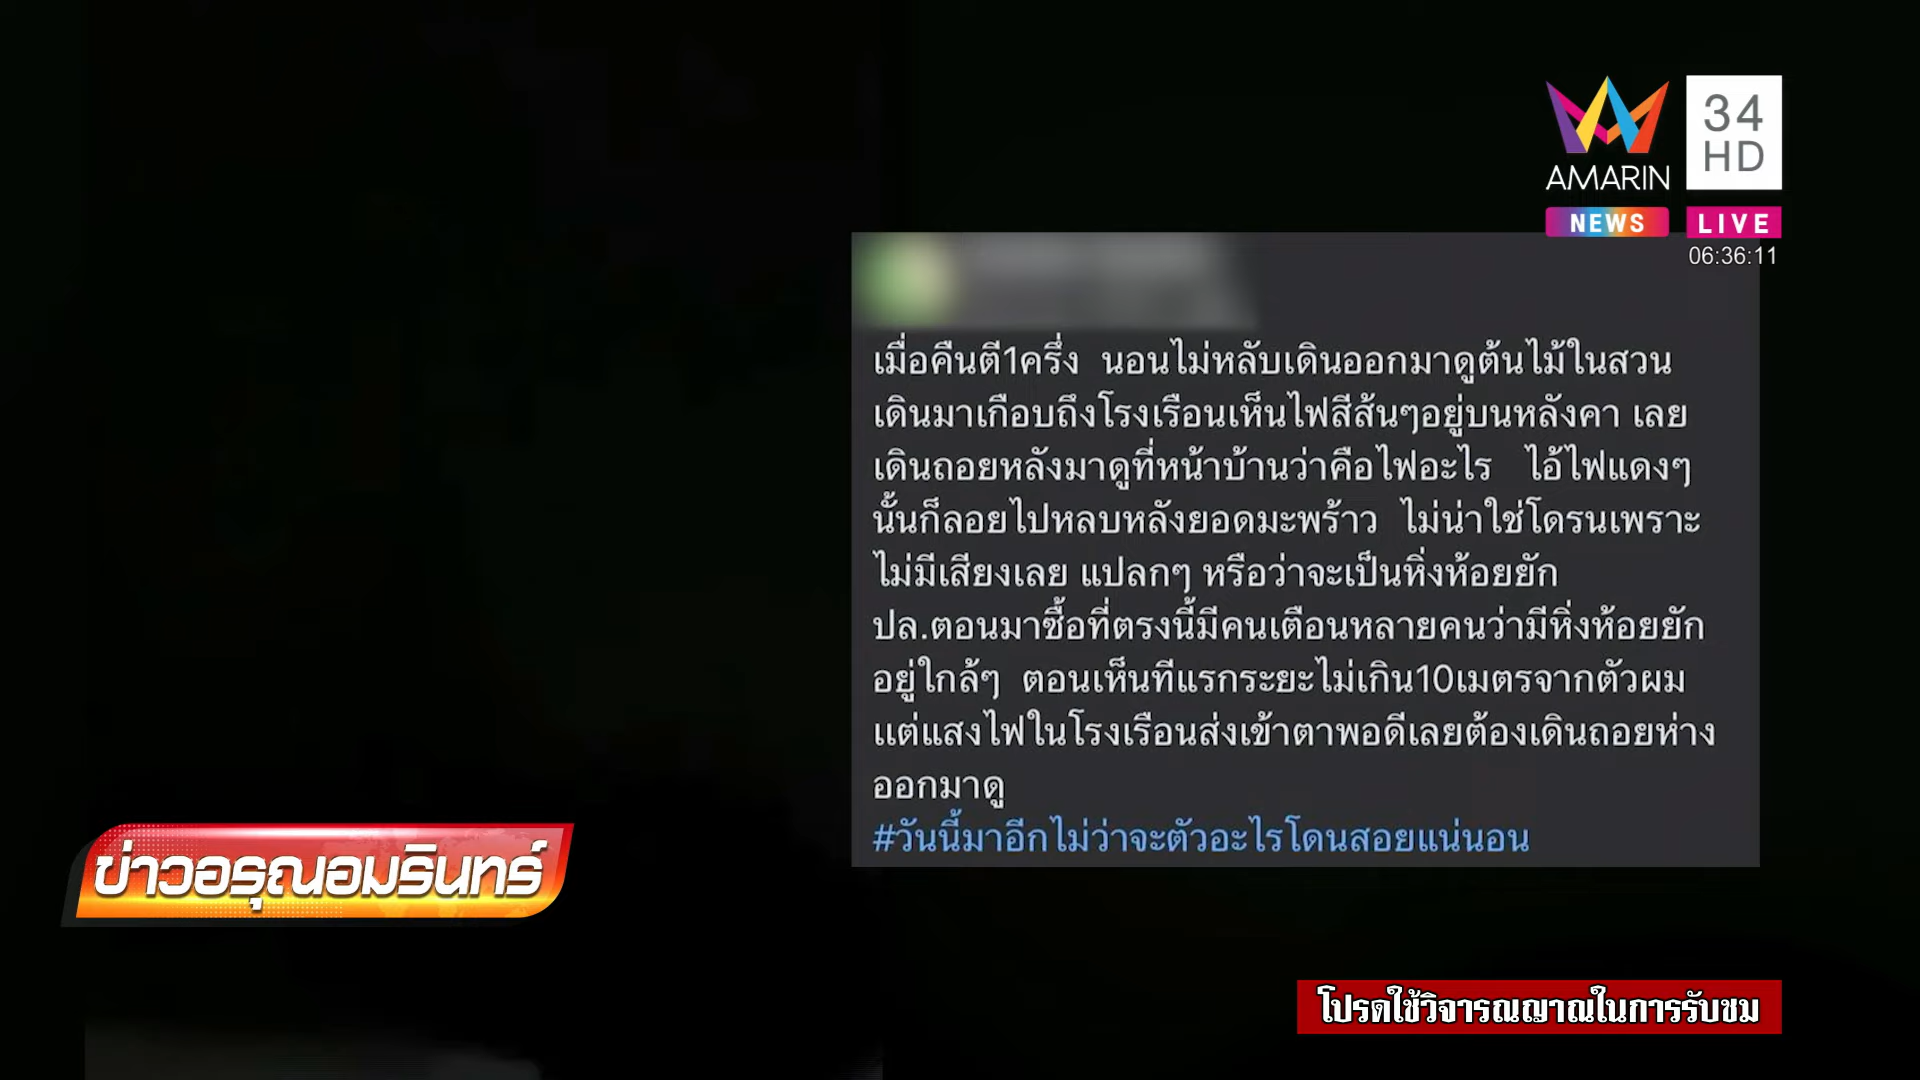 AMARIN
34
HD
NEWS
LIVE
06:36:11
เมื่อคืนตี1ครึ่ง นอนไม่หลับเดินออกมาดูต้นไม้ในสวน
เดินมาเกือบถึงโรงเรือนเห็นไฟสีส้นๆอยู่บนหลังคา เลย
เดินถอยหลังมาดูที่หน้าบ้านว่าคือไฟอะไร ไอ้ไฟแดงๆ
นั้นก็ลอยไปหลบหลังยอดมะพร้าว ไม่น่าใช่โดรนเพราะ
ไม่มีเสียงเลย แปลกๆ หรือว่าจะเป็นหิ่งห้อยยัก
ปล.ตอนมาซื้อที่ตรงนี้มีคนเตือนหลายคนว่ามีหิ่งห้อยยัก
อยู่ใกล้ๆ ตอนเห็นทีแรกระยะไม่เกิน10เมตรจากตัวผม
แต่แสงไฟในโรงเรือนส่งเข้าตาพอดีเลยต้องเดินถอยห่าง
ออกมาดู
#วันนี้มาอีกไม่ว่าจะตัวอะไรโดนสอยแน่นอน
ข่าวอรุณอมรินทร์
โปรดใช้วิจารณญาณในการรับชม